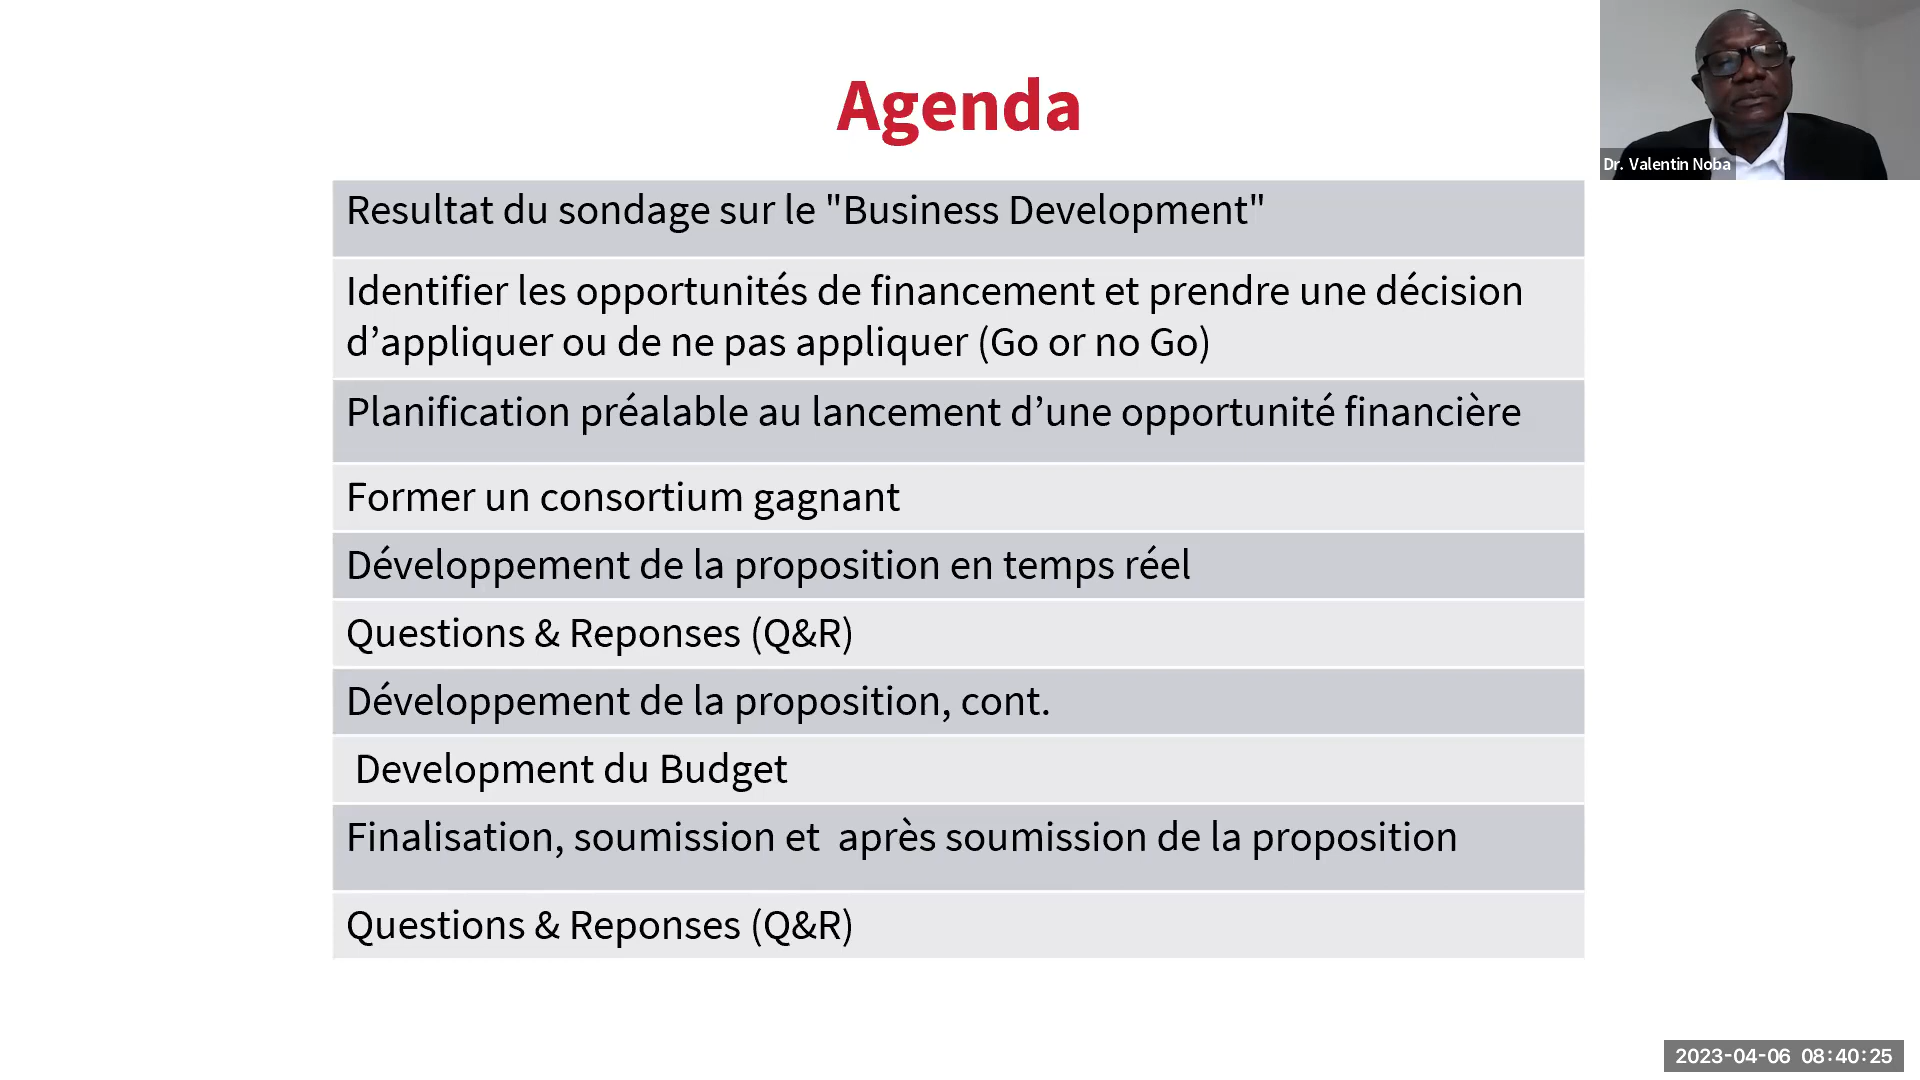 Agenda
Dr. Valentin Noba
Resultat du sondage sur le "Business Development"
Identifier les opportunités de financement et prendre une décision
d’appliquer ou de ne pas appliquer (Go or no Go)
Planification préalable au lancement d’une opportunité financière
Former un consortium gagnant
Développement de la proposition en temps réel
Questions & Reponses (Q&R)
Développement de la proposition, cont.
Development du Budget
Finalisation, soumission et  après soumission de la proposition
Questions & Reponses (Q&R)
2023-04-06 08:40:25